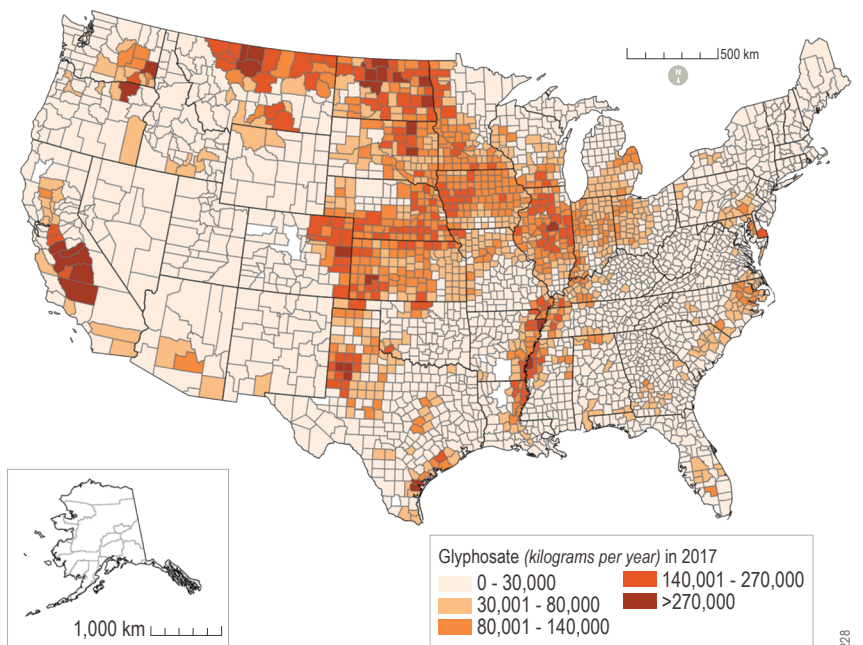 500 km
N
1,000 km
Glyphosate (kilograms per year) in 2017
0 - 30,000
30,001 - 80,000
80,001 - 140,000
140,001 - 270,000
>270,000